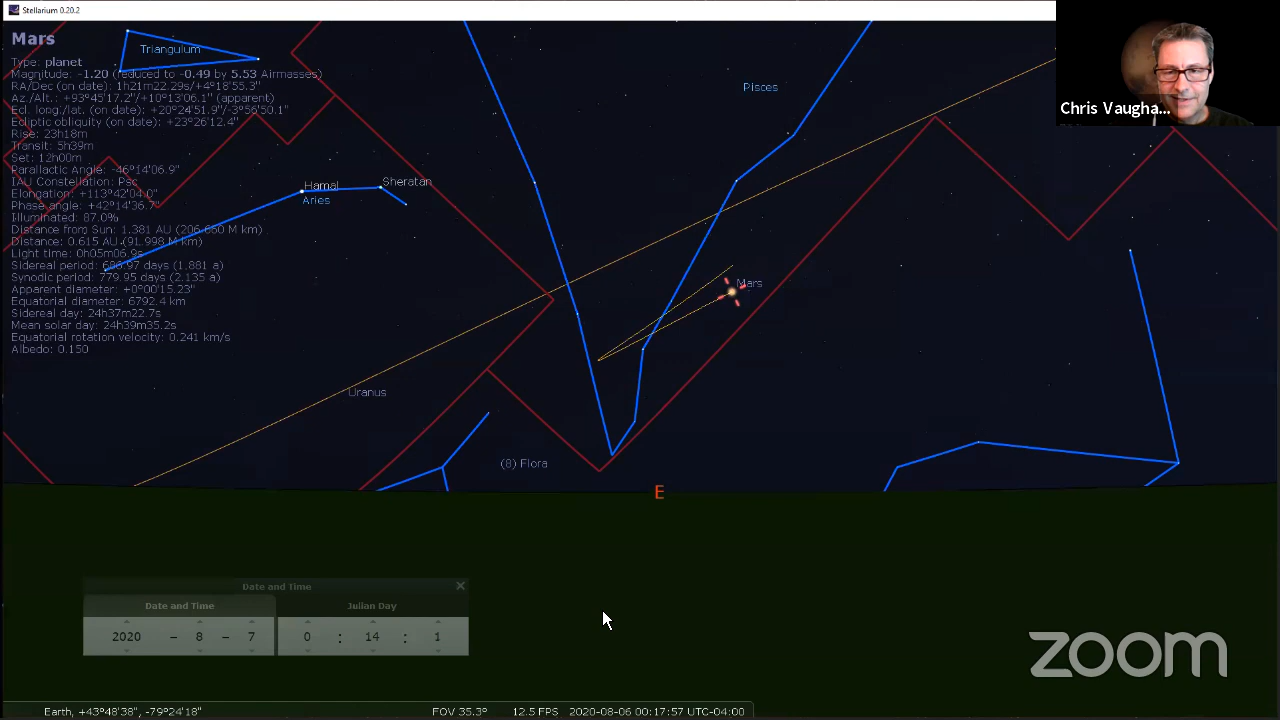 Stellarium 0.20.2
Mars
Type: planet
Magnitude: -1.20 (reduced to -0.49 by 5.53 Airmasses)
RA/Dec (on date): 1h21m22.29s/+4°18'55.3"
Az./Alt.: +93°45'17.2"/+10°13'06.1" (apparent)
Ecl. long./lat. (on date): +20°24'51.9"/-3°56'50.1"
Ecliptic obliquity (on date): +23°26'12.4"
Rise: 23h18m
Transit: 5h39m
Set: 12h00m
Parallactic Angle: -46°14'06.9"
IAU Constellation: Psc
Elongation: +113°42'04.0"
Phase angle: +42°14'36.7"
Illuminated: 87.0%
Distance from Sun: 1.381 AU (206.660 M km)
Distance: 0.615 AU (91.998 M km)
Light time: 0h05m06.9s
Sidereal period: 686.97 days (1.881 a)
Synodic period: 779.95 days (2.135 a)
Apparent diameter: +0°00'15.23"
Equatorial diameter: 6792.4 km
Sidereal day: 24h37m22.7s
Mean solar day: 24h39m35.2s
Equatorial rotation velocity: 0.241 km/s
Albedo: 0.150
Triangulum
Pisces
Chris Vaugha...
Hamal
Sheratan
Aries
Mars
Uranus
(8) Flora
E
Date and Time
Date and Time Julian Day
2020 – 8 – 7 0 : 14 : 1
zoom
Earth, +43°48'38", -79°24'18" FOV 35.3° 12.5 FPS 2020-08-06 00:17:57 UTC-04:00